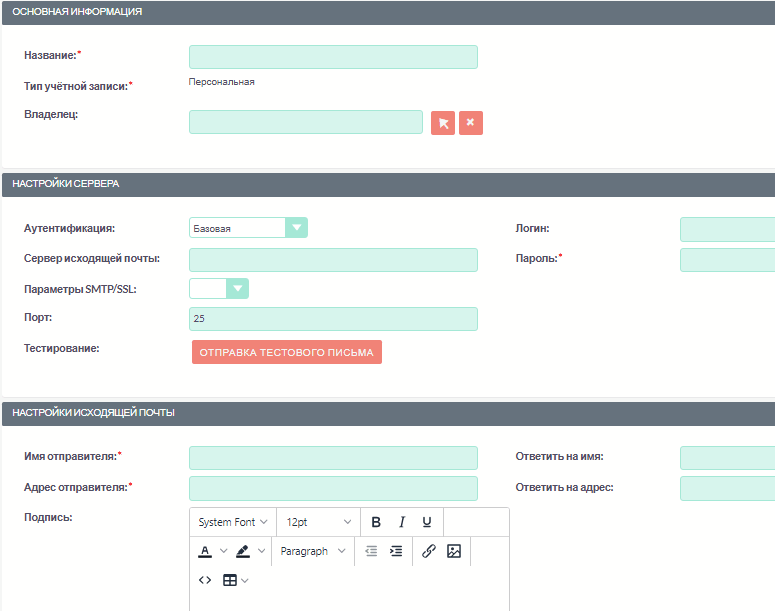 ОСНОВНАЯ ИНФОРМАЦИЯ
Название:*
Тип учётной записи:* Персональная
Владелец:
НАСТРОЙКИ СЕРВЕРА
Аутентификация: Базовая Логин:
Сервер исходящей почты: Пароль:*
Параметры SMTP/SSL:
Порт: 25
Тестирование: ОТПРАВКА ТЕСТОВОГО ПИСЬМА
НАСТРОЙКИ ИСХОДЯЩЕЙ ПОЧТЫ
Имя отправителя:* Ответить на имя:
Адрес отправителя:* Ответить на адрес:
Подпись: System Font 12pt B I U
A Paragraph